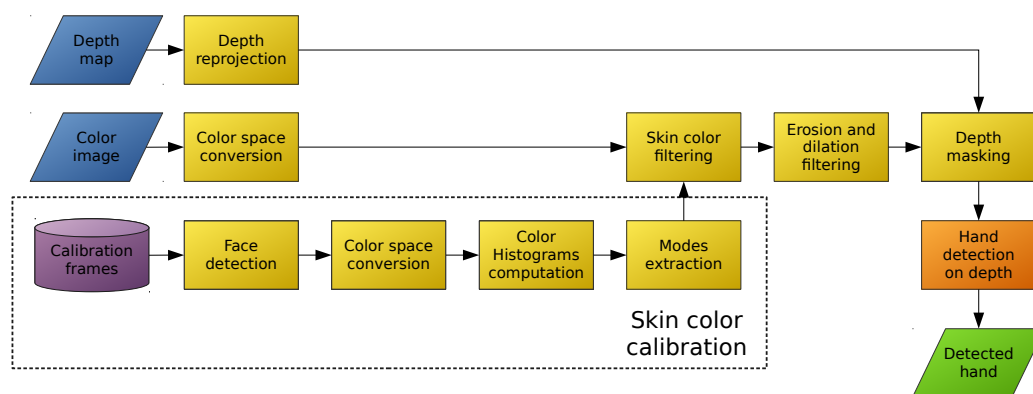 Depth
map
Depth
reprojection
Color
image
Color space
conversion
Skin color
filtering
Erosion and
dilation
filtering
Depth
masking
Calibration
frames
Face
detection
Color space
conversion
Color
Histograms
computation
Modes
extraction
Hand
detection
on depth
Skin color
calibration
Detected
hand